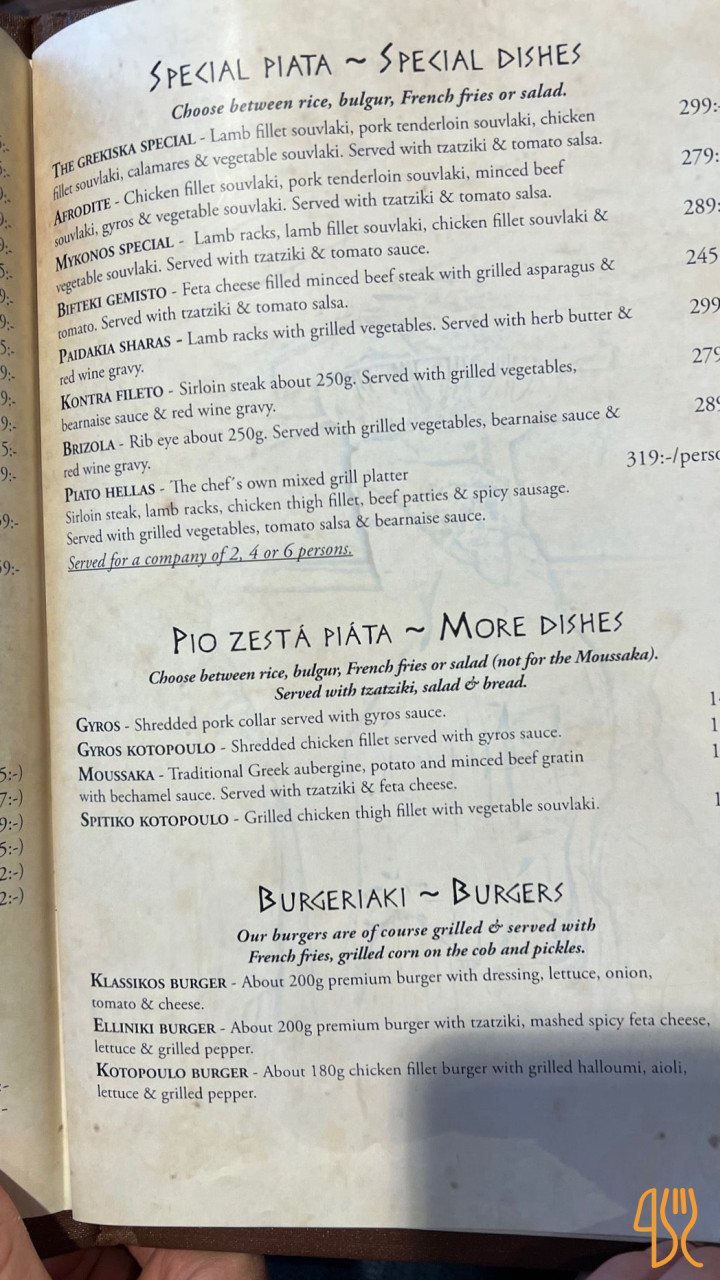 SPECIAL PIATA ~ SPECIAL DISHES
Choose between rice, bulgur, French fries or salad.
THE GREKISKA SPECIAL - Lamb fillet souvlaki, pork tenderloin souvlaki, chicken 299:-
fillet souvlaki, calamares & vegetable souvlaki. Served with tzatziki & tomato salsa.
AFRODITE - Chicken fillet souvlaki, pork tenderloin souvlaki, minced beef 279:
souvlaki, gyros & vegetable souvlaki. Served with tzatziki & tomato salsa.
MYKONOS SPECIAL - Lamb racks, lamb fillet souvlaki, chicken fillet souvlaki & 289:
vegetable souvlaki. Served with tzatziki & tomato sauce.
BIFTEKI GEMISTO - Feta cheese filled minced beef steak with grilled asparagus & 245
tomato. Served with tzatziki & tomato salsa.
PAIDAKIA SHARAS - Lamb racks with grilled vegetables. Served with herb butter & 299
red wine gravy.
KONTRA FILETO - Sirloin steak about 250g. Served with grilled vegetables, 279
bearnaise sauce & red wine gravy.
BRIZOLA - Rib eye about 250g. Served with grilled vegetables, bearnaise sauce & 289
red wine gravy.
PIATO HELLAS - The chef's own mixed grill platter 319:-/perso
Sirloin steak, lamb racks, chicken thigh fillet, beef patties & spicy sausage.
Served with grilled vegetables, tomato salsa & bearnaise sauce.
Served for a company of 2, 4 or 6 persons.
PIO ZESTÁ PIÁTA ~ MORE DISHES
Choose between rice, bulgur, French fries or salad (not for the Moussaka).
Served with tzatziki, salad & bread.
GYROS - Shredded pork collar served with gyros sauce.
GYROS KOTOPOULO - Shredded chicken fillet served with gyros sauce.
MOUSSAKA - Traditional Greek aubergine, potato and minced beef gratin
with bechamel sauce. Served with tzatziki & feta cheese.
SPITIKO KOTOPOULO - Grilled chicken thigh fillet with vegetable souvlaki.
BURGERIAKI ~ BURGERS
Our burgers are of course grilled & served with
French fries, grilled corn on the cob and pickles.
KLASSIKOS BURGER - About 200g premium burger with dressing, lettuce, onion,
tomato & cheese.
ELLINIKI BURGER - About 200g premium burger with tzatziki, mashed spicy feta cheese,
lettuce & grilled pepper.
KOTOPOULO BURGER - About 180g chicken fillet burger with grilled halloumi, aioli,
lettuce & grilled pepper.